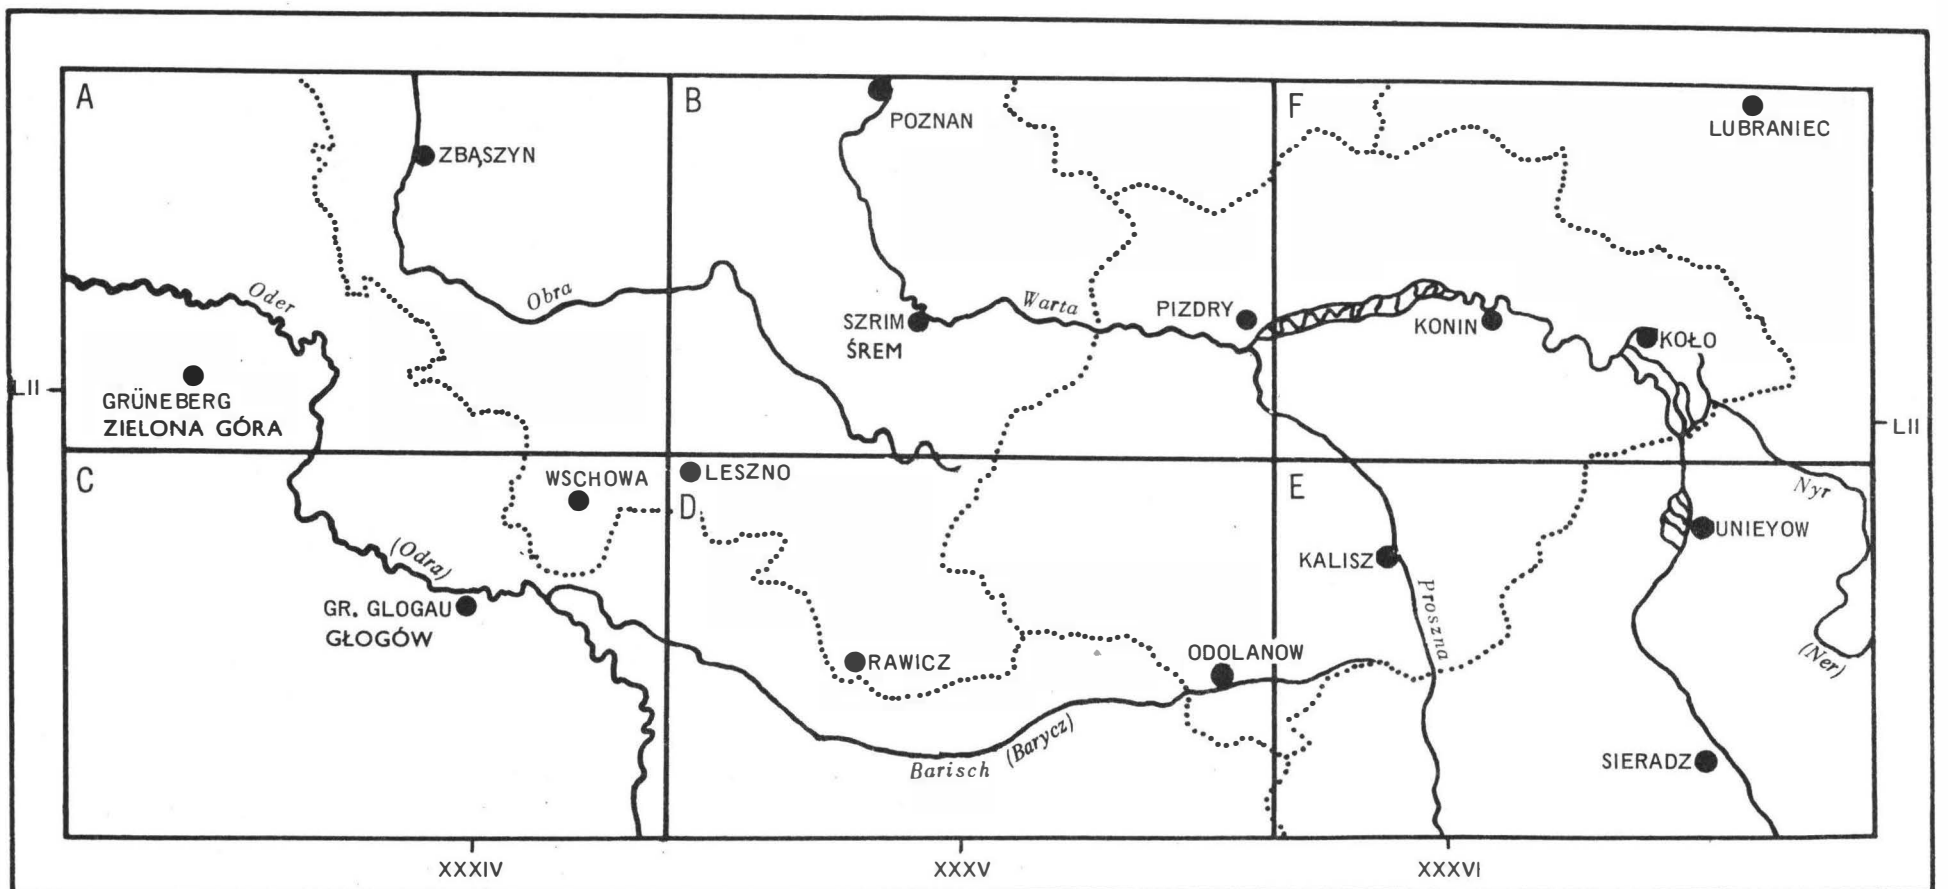 A
B
F
POZNAN
LUBRANIEC
ZBĄSZYN
Oder
Obra
SZRIM
ŚREM
Warta
PIZDRY
KONIN
KOŁO
LII
GRÜNEBERG
ZIELONA GÓRA
LII
C
WSCHOWA
LESZNO
D
E
Nyr
UNIEYOW
(Odra)
KALISZ
Proszna
GR. GLOGAU
GŁOGÓW
RAWICZ
ODOLANOW
(Ner)
Barisch
(Barycz)
SIERADZ
XXXIV
XXXV
XXXVI